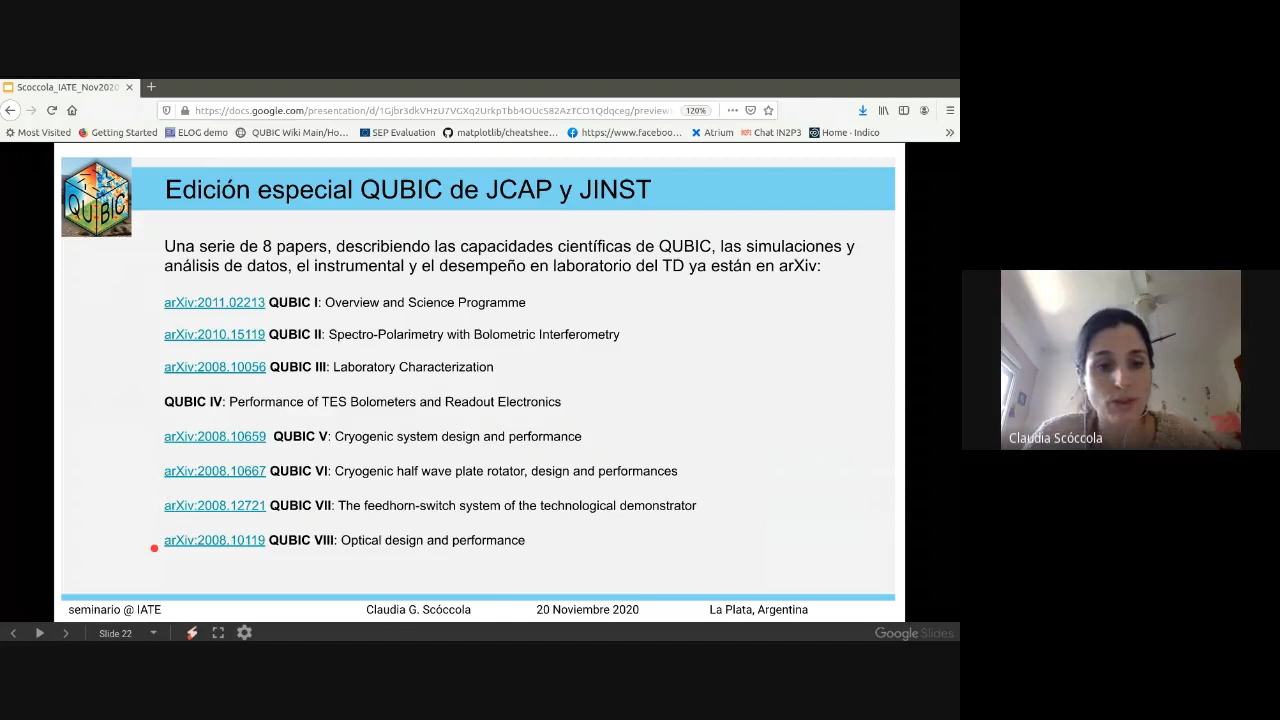 Scoccola_IATE_Nov2020
https://docs.google.com/presentation/d/1Gjbr3dkVHzU7VGXq2UrkpTbb4OUcS82AzTCO1Qdqceg/preview
120%
Most Visited Getting Started ELOG demo QUBIC Wiki Main/Ho... SEP Evaluation matplotlib/cheatshee... https://www.faceboo... Atrium Chat IN2P3 Home · Indico
QUBIC
Edición especial QUBIC de JCAP y JINST
Una serie de 8 papers, describiendo las capacidades científicas de QUBIC, las simulaciones y
análisis de datos, el instrumental y el desempeño en laboratorio del TD ya están en arXiv:
arXiv:2011.02213 QUBIC I: Overview and Science Programme
arXiv:2010.15119 QUBIC II: Spectro-Polarimetry with Bolometric Interferometry
arXiv:2008.10056 QUBIC III: Laboratory Characterization
QUBIC IV: Performance of TES Bolometers and Readout Electronics
arXiv:2008.10659 QUBIC V: Cryogenic system design and performance
arXiv:2008.10667 QUBIC VI: Cryogenic half wave plate rotator, design and performances
arXiv:2008.12721 QUBIC VII: The feedhorn-switch system of the technological demonstrator
arXiv:2008.10119 QUBIC VIII: Optical design and performance
seminario @ IATE Claudia G. Scóccola 20 Noviembre 2020 La Plata, Argentina
Slide 22
Google Slides
Claudia Scóccola